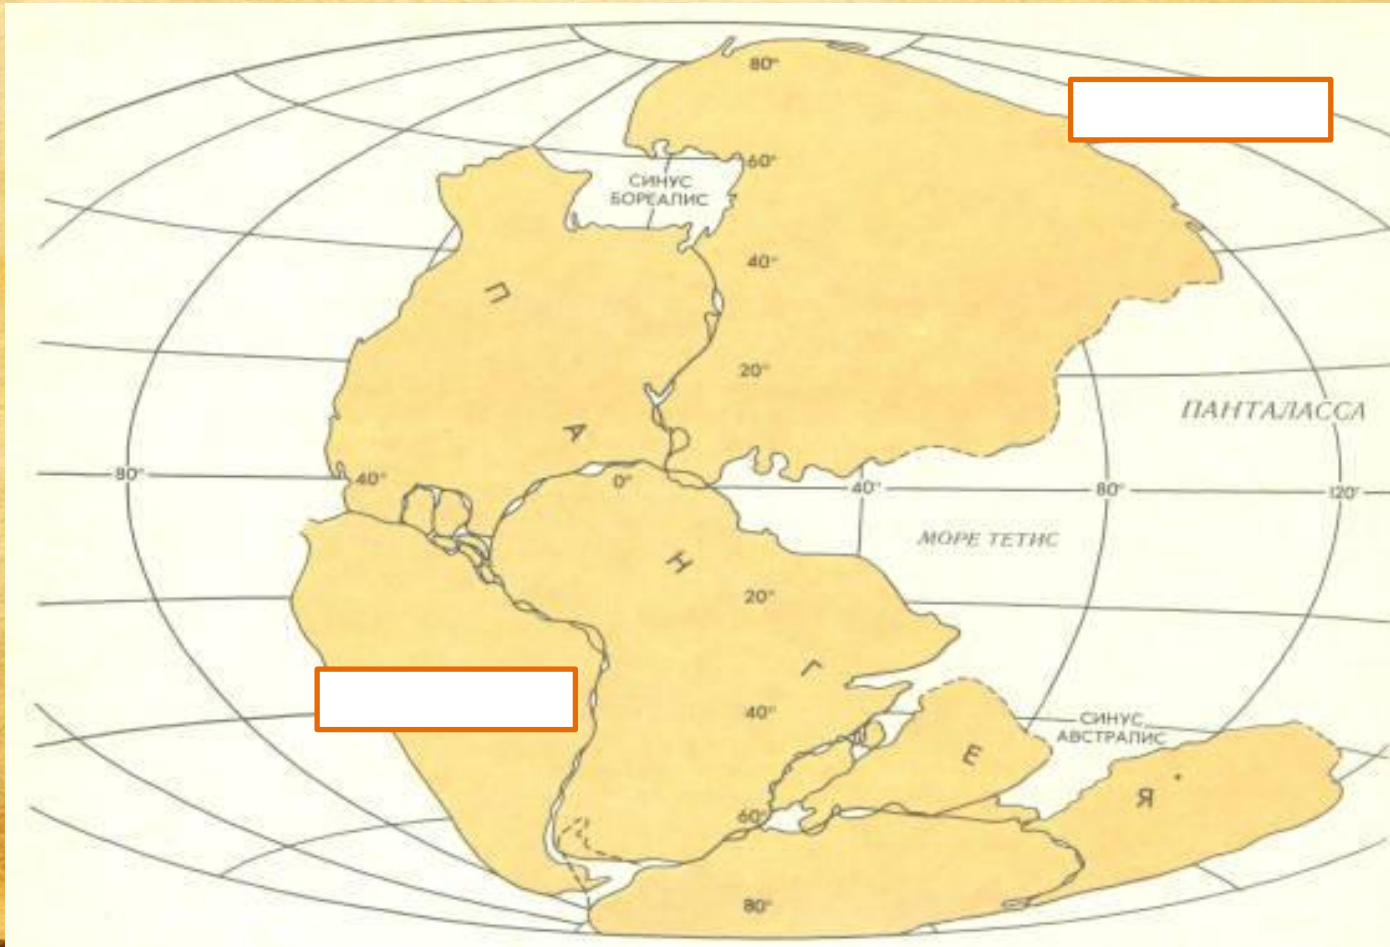 80°
60°
СИНУС
БОРЕАЛИС
40°
П
20°
ПАНТАЛАССА
А
80°
40°
0°
40°
80°
120°
МОРЕ ТЕТИС
Н
20°
Г
40°
СИНУС
АВСТРАЛИС
Е
Я
60°
80°